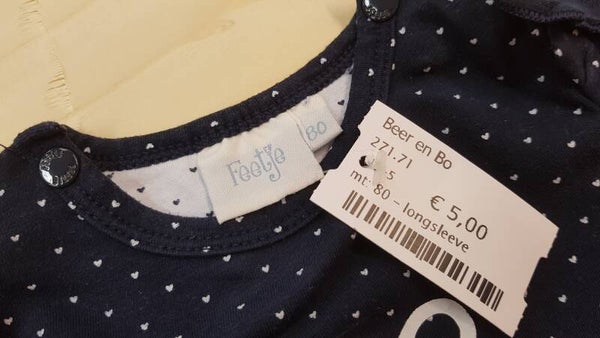 Feetje
80
Beer en Bo
271.71
€ 5,00
mt: 80 - longsleeve